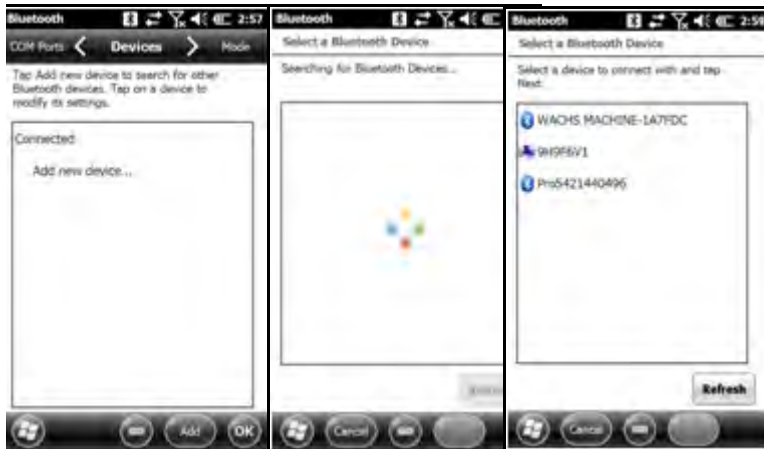 Bluetooth
2:57
COM Ports
Devices
Mode
Tap Add new device to search for other
Bluetooth devices. Tap on a device to
modify its settings.
Connected
Add new device...
Add
OK
Bluetooth
Select a Bluetooth Device
Searching for Bluetooth Devices...
Cancel
Bluetooth
2:59
Select a Bluetooth Device
Select a device to connect with and tap
Next.
WACHS MACHINE-1A7FDC
9H9F6V1
Pro5421440496
Refresh
Cancel